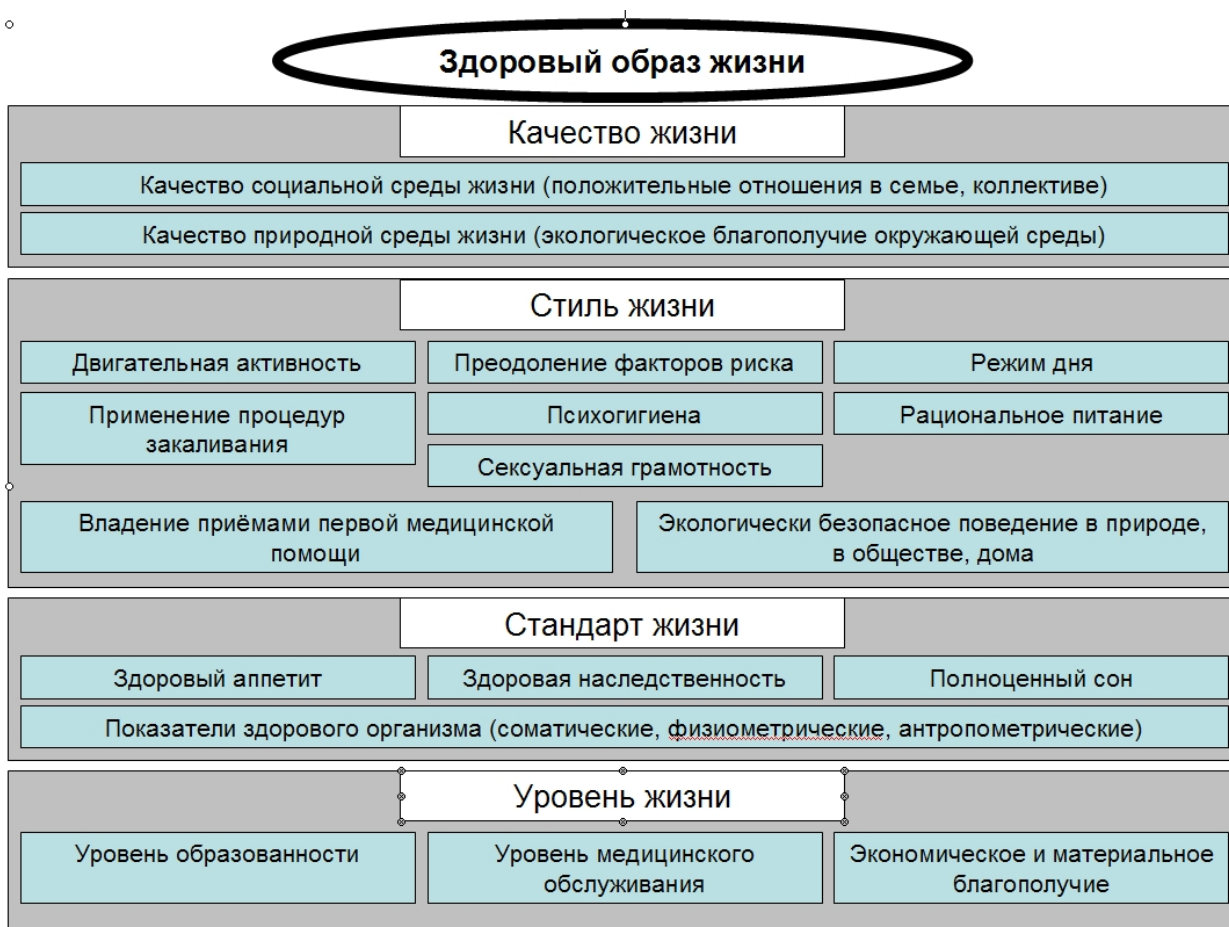 Здоровый образ жизни
Качество жизни
Качество социальной среды жизни (положительные отношения в семье, коллективе)
Качество природной среды жизни (экологическое благополучие окружающей среды)
Стиль жизни
Двигательная активность
Преодоление факторов риска
Режим дня
Применение процедур
закаливания
Психогигиена
Рациональное питание
Сексуальная грамотность
Владение приёмами первой медицинской
помощи
Экологически безопасное поведение в природе,
в обществе, дома
Стандарт жизни
Здоровый аппетит
Здоровая наследственность
Полноценный сон
Показатели здорового организма (соматические, физиометрические, антропометрические)
Уровень жизни
Уровень образованности
Уровень медицинского
обслуживания
Экономическое и материальное
благополучие